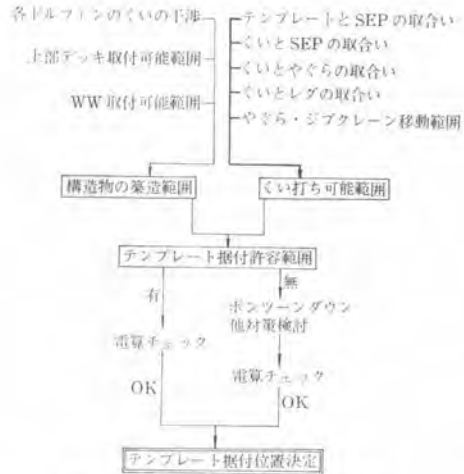 各ドルフィンのくいの干渉
上部デッキ取付可能範囲
WW取付可能範囲
テンプレートとSEPの取合い
くいとSEPの取合い
くいとやぐらの取合い
くいとレグの取合い
やぐら・ジブクレーン移動範囲
構造物の築造範囲
くい打ち可能範囲
テンプレート据付許容範囲
有
無
ポンツーンダウン
他対策検討
電算チェック
電算チェック
OK
OK
テンプレート据付位置決定